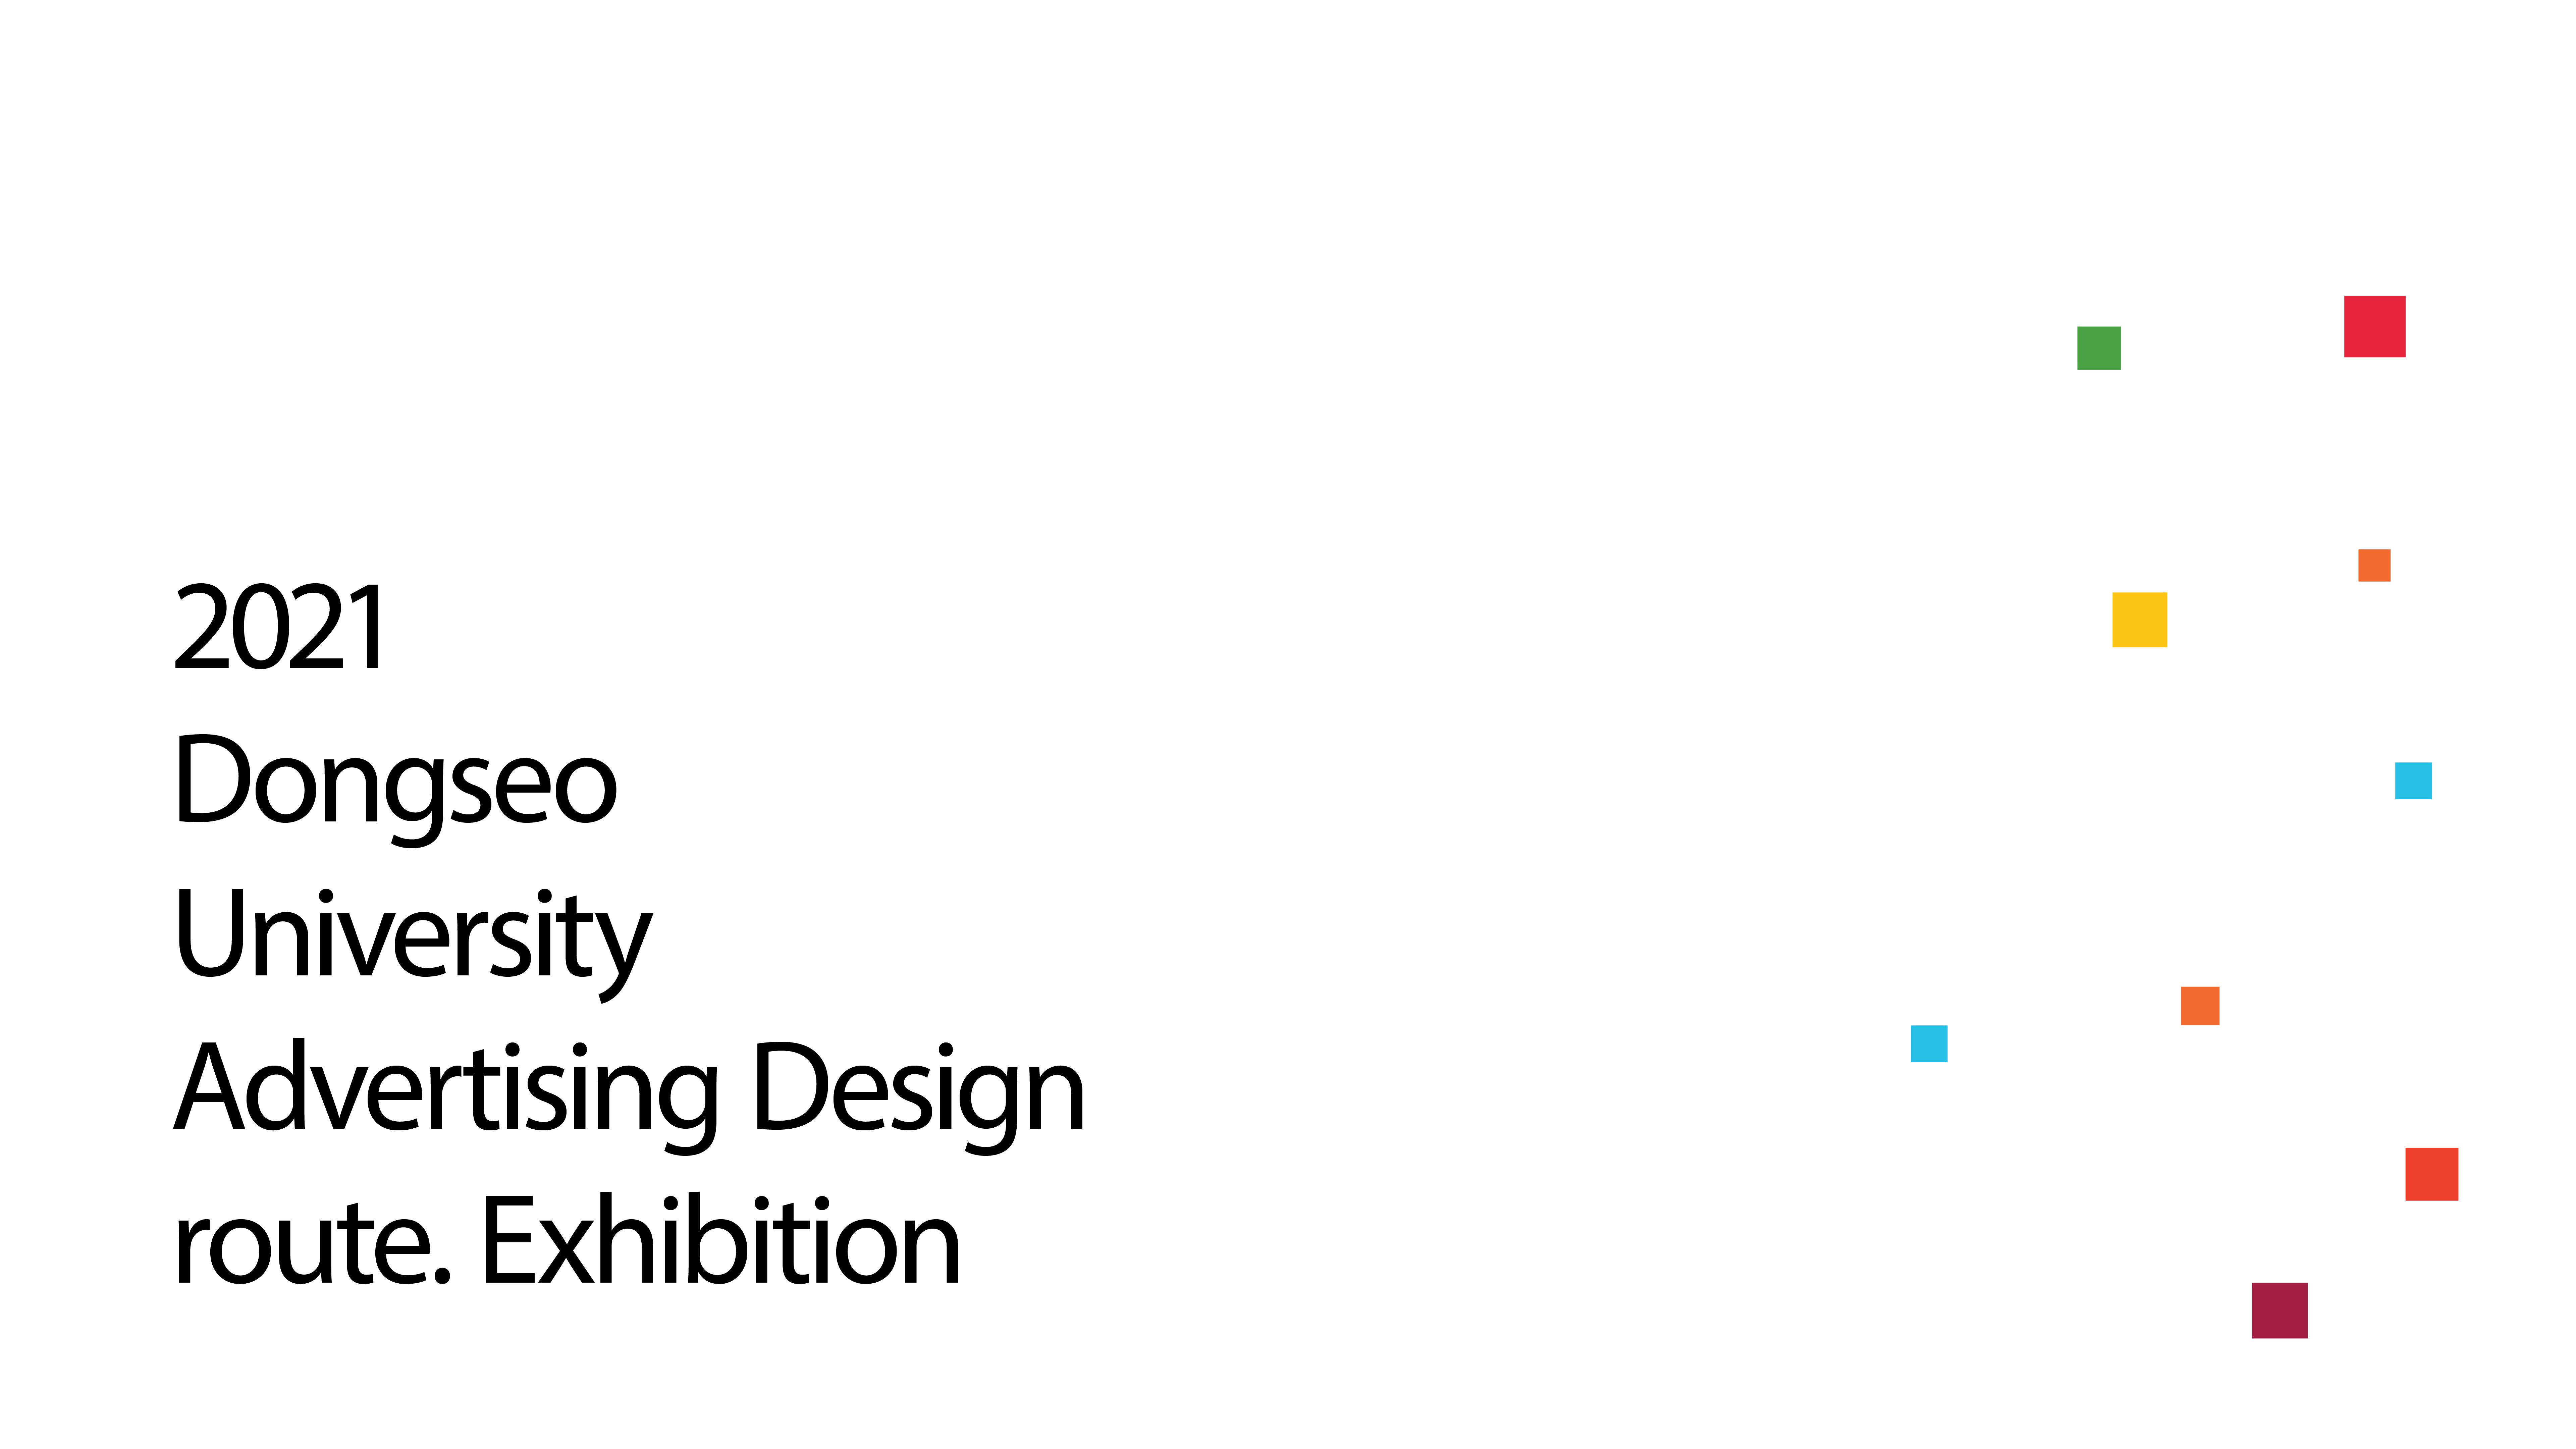 2021
Dongseo
University
Advertising Design
route. Exhibition